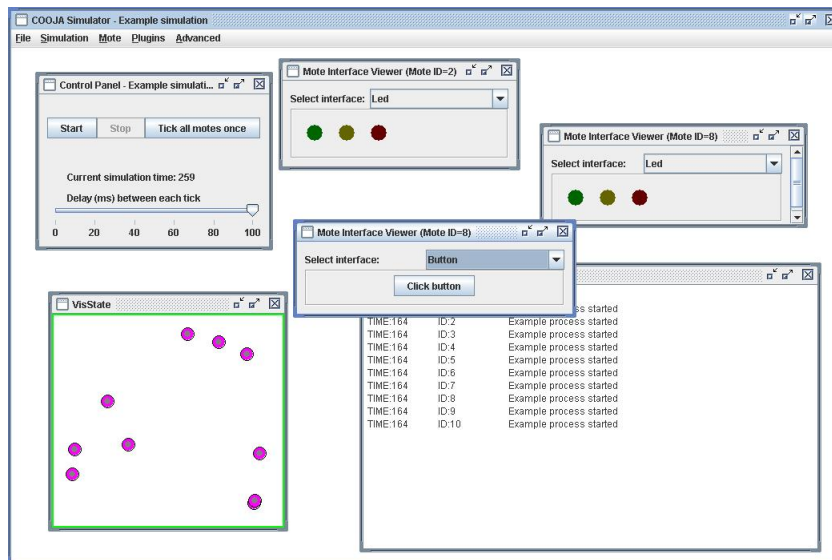 COOJA Simulator - Example simulation
File Simulation Mote Plugins Advanced
Control Panel - Example simulati...
Start Stop Tick all motes once
Current simulation time: 259
Delay (ms) between each tick
0 20 40 60 80 100
Mote Interface Viewer (Mote ID=2)
Select interface: Led
Mote Interface Viewer (Mote ID=8)
Select interface: Led
Mote Interface Viewer (Mote ID=8)
Select interface: Button
Click button
VisState
process started
TIME:164 ID:2 Example process started
TIME:164 ID:3 Example process started
TIME:164 ID:4 Example process started
TIME:164 ID:5 Example process started
TIME:164 ID:6 Example process started
TIME:164 ID:7 Example process started
TIME:164 ID:8 Example process started
TIME:164 ID:9 Example process started
TIME:164 ID:10 Example process started